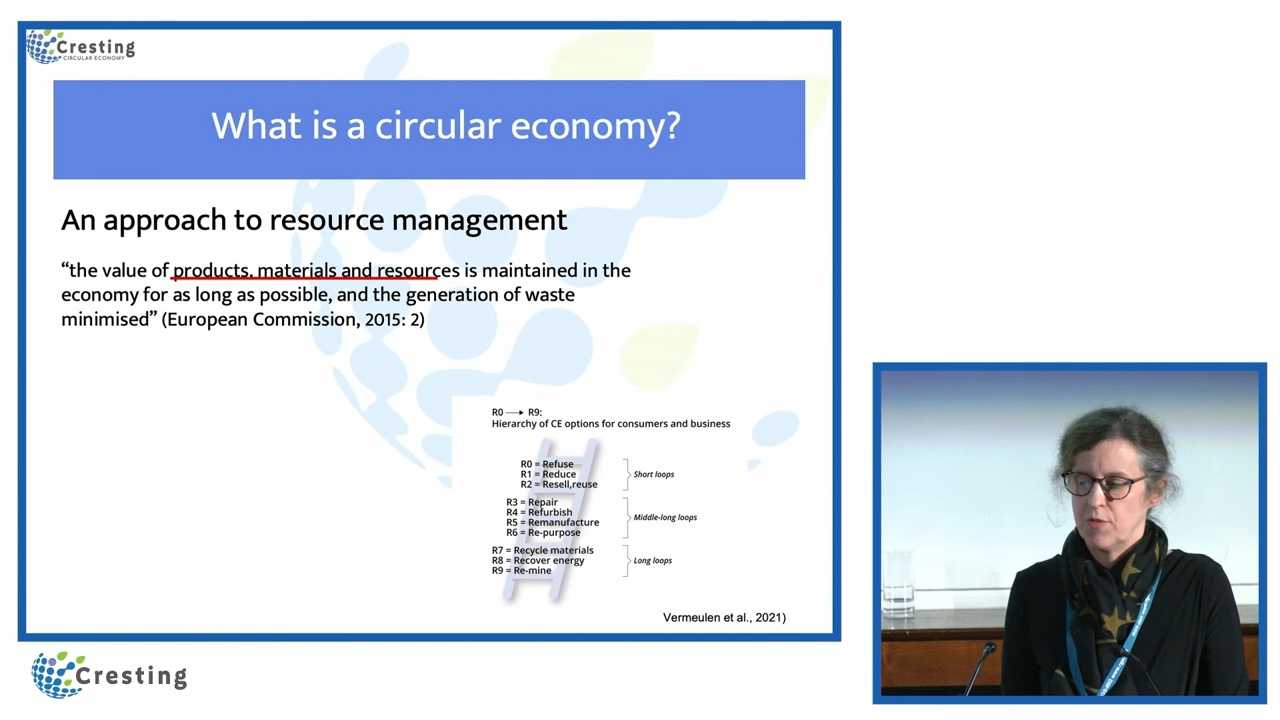 Cresting
CIRCULAR ECONOMY
What is a circular economy?
An approach to resource management
“the value of products, materials and resources is maintained in the
economy for as long as possible, and the generation of waste
minimised” (European Commission, 2015: 2)
R0 → R9:
Hierarchy of CE options for consumers and business
R0 = Refuse
R1 = Reduce
R2 = Resell,reuse
Short loops
R3 = Repair
R4 = Refurbish
R5 = Remanufacture
R6 = Re-purpose
Middle-long loops
R7 = Recycle materials
R8 = Recover energy
R9 = Re-mine
Long loops
Vermeulen et al., 2021)
Cresting